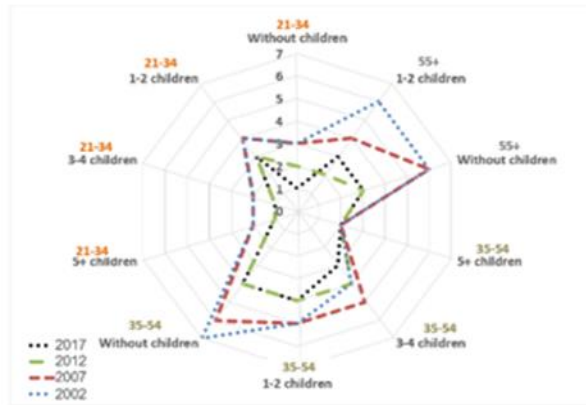 21-34
Without children
55+
1-2 children
55+
Without children
35-54
5+ children
35-54
3-4 children
35-54
1-2 children
35-54
Without children
21-34
5+ children
21-34
3-4 children
21-34
1-2 children
7
6
5
4
3
2
1
0
2017
2012
2007
2002